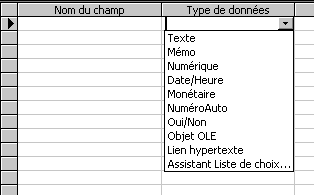 Nom du champ Type de données
Texte
Mémo
Numérique
Date/Heure
Monétaire
NuméroAuto
Oui/Non
Objet OLE
Lien hypertexte
Assistant Liste de choix...